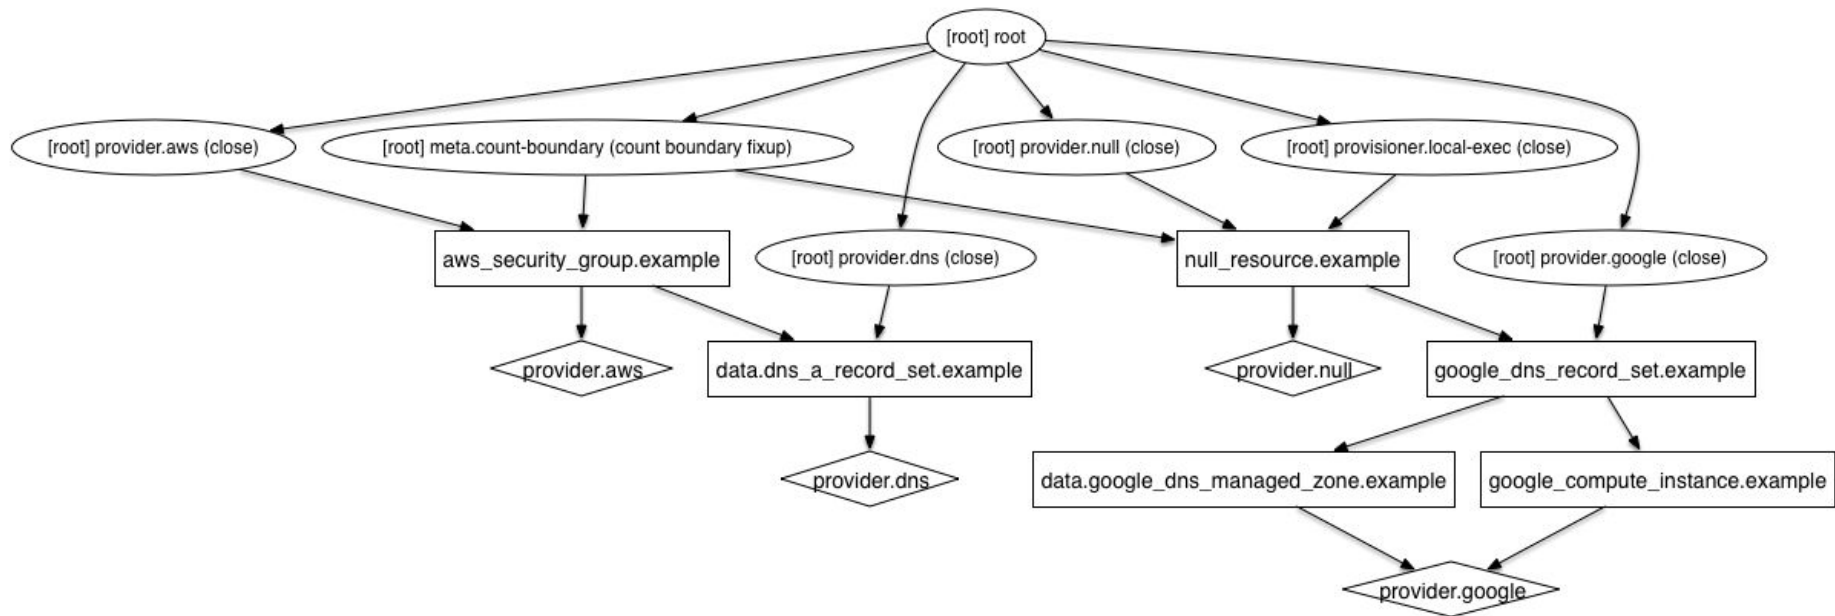 [root] root
[root] provider.aws (close)
[root] meta.count-boundary (count boundary fixup)
[root] provider.null (close)
[root] provisioner.local-exec (close)
aws_security_group.example
[root] provider.dns (close)
null_resource.example
[root] provider.google (close)
provider.aws
data.dns_a_record_set.example
provider.null
google_dns_record_set.example
provider.dns
data.google_dns_managed_zone.example
google_compute_instance.example
provider.google